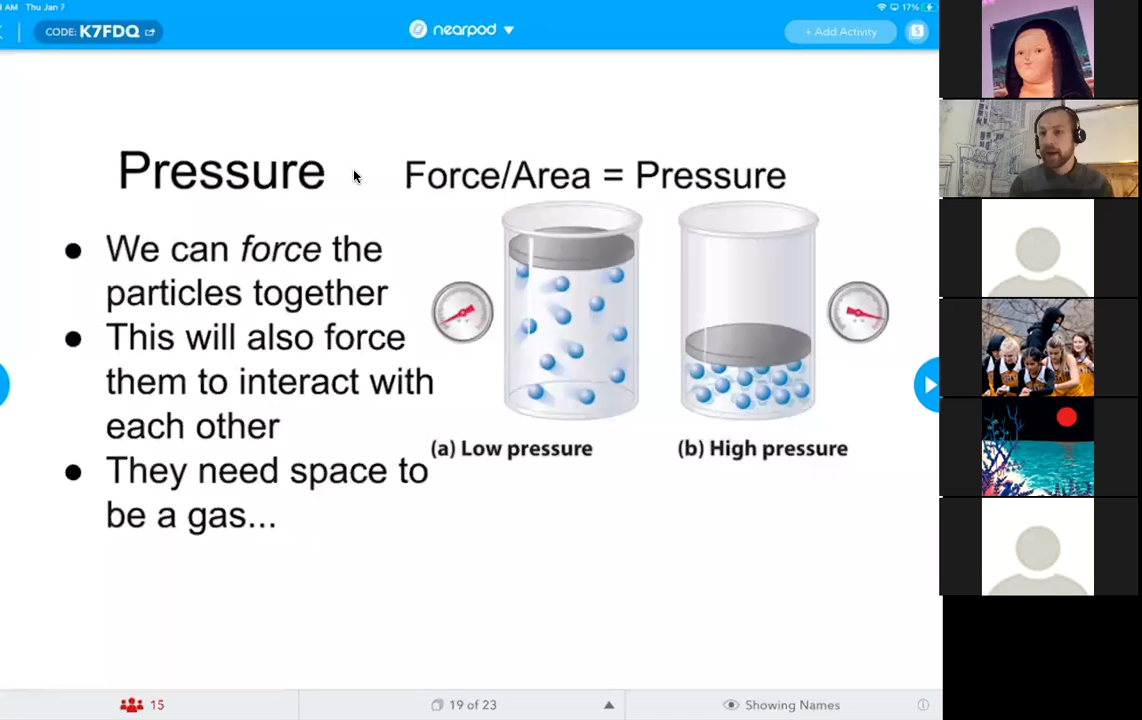 AM Thu Jan 7
17%
CODE: K7FDQ
nearpod
+ Add Activity
S
Pressure
Force/Area = Pressure
We can force the
particles together
This will also force
them to interact with
each other
They need space to
be a gas...
(a) Low pressure
(b) High pressure
15
19 of 23
Showing Names